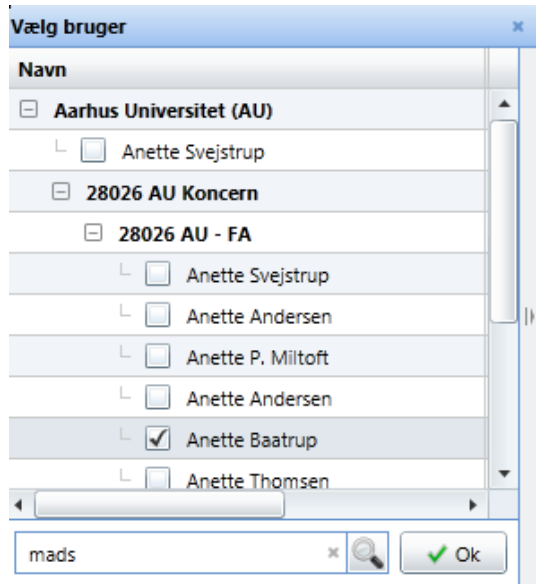 Vælg bruger
Navn
Aarhus Universitet (AU)
Anette Svejstrup
28026 AU Koncern
28026 AU - FA
Anette Svejstrup
Anette Andersen
Anette P. Miltoft
Anette Andersen
Anette Baatrup
Anette Thomsen
mads
Ok